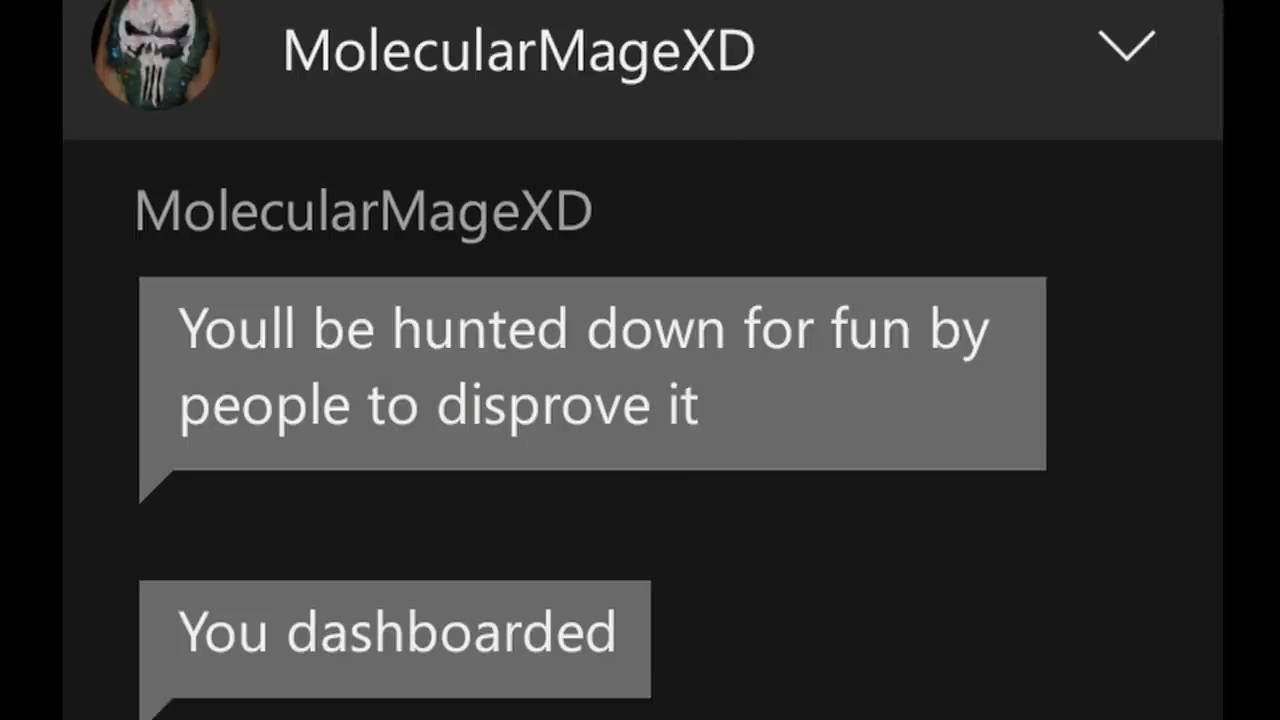 MolecularMageXD
MolecularMageXD
Youll be hunted down for fun by
people to disprove it
You dashboarded